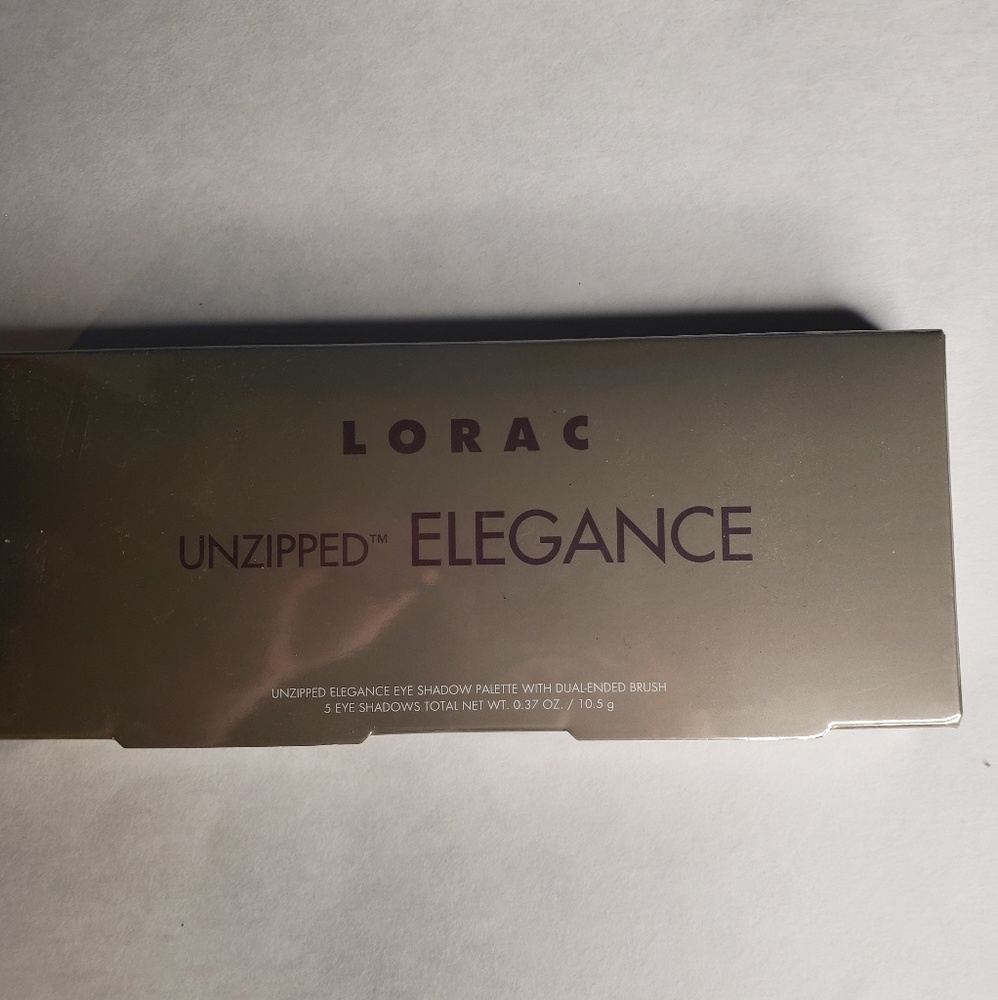 LORAC
UNZIPPED™ ELEGANCE
UNZIPPED ELEGANCE EYE SHADOW PALETTE WITH DUAL-ENDED BRUSH
5 EYE SHADOWS TOTAL NET WT. 0.37 OZ. / 10.5 g